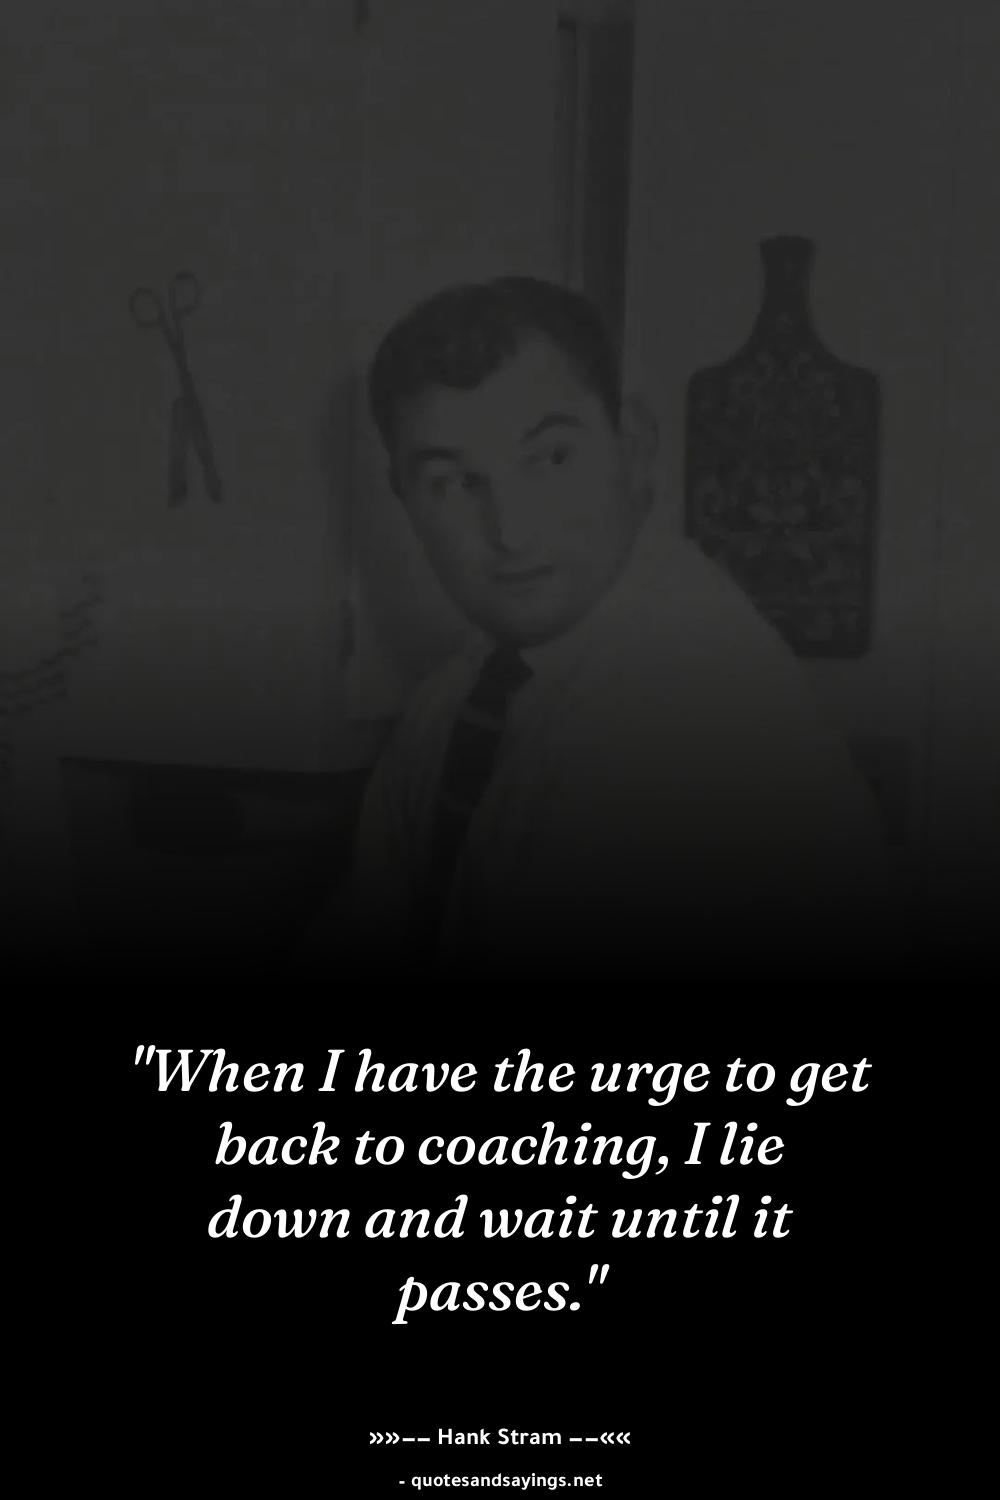 "When I have the urge to get
back to coaching, I lie
down and wait until it
passes."
»»–– Hank Stram ––««
- quotesandsayings.net